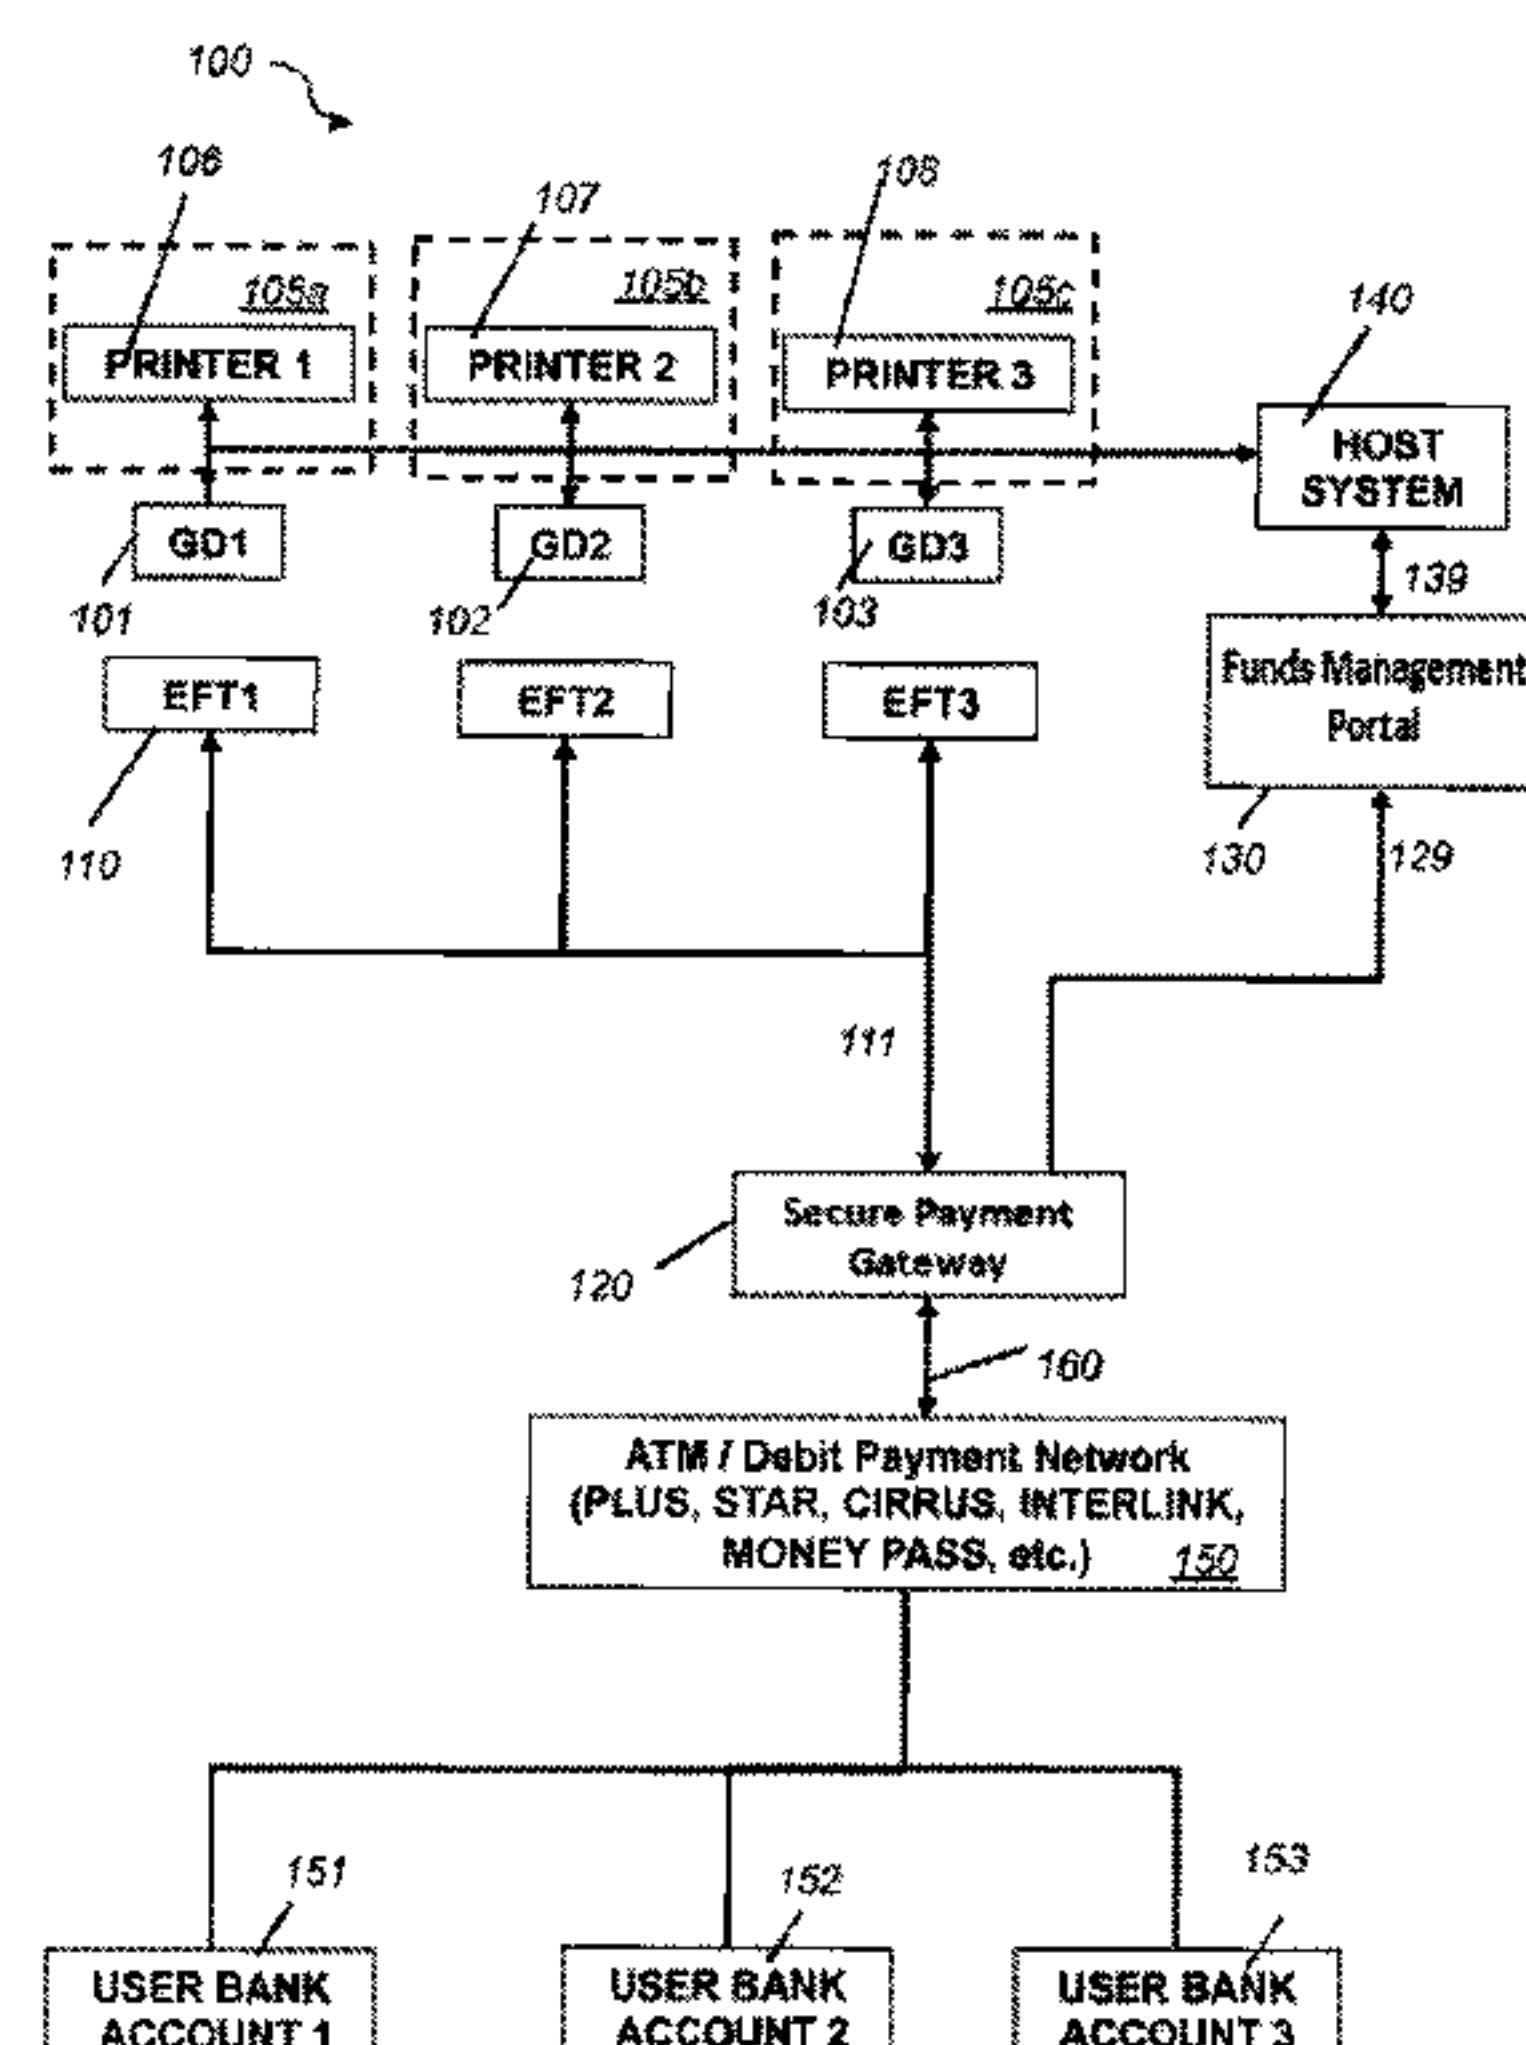 100
106
107
108
105a
105b
105c
140
PRINTER 1
PRINTER 2
PRINTER 3
HOST
SYSTEM
GD1
GD2
GD3
139
101
102
103
EFT1
EFT2
EFT3
Funds Management
Portal
110
130
129
111
Secure Payment
Gateway
120
160
ATM / Debit Payment Network
(PLUS, STAR, CIRRUS, INTERLINK,
MONEY PASS, etc.)
150
151
152
153
USER BANK
ACCOUNT 1
USER BANK
ACCOUNT 2
USER BANK
ACCOUNT 3